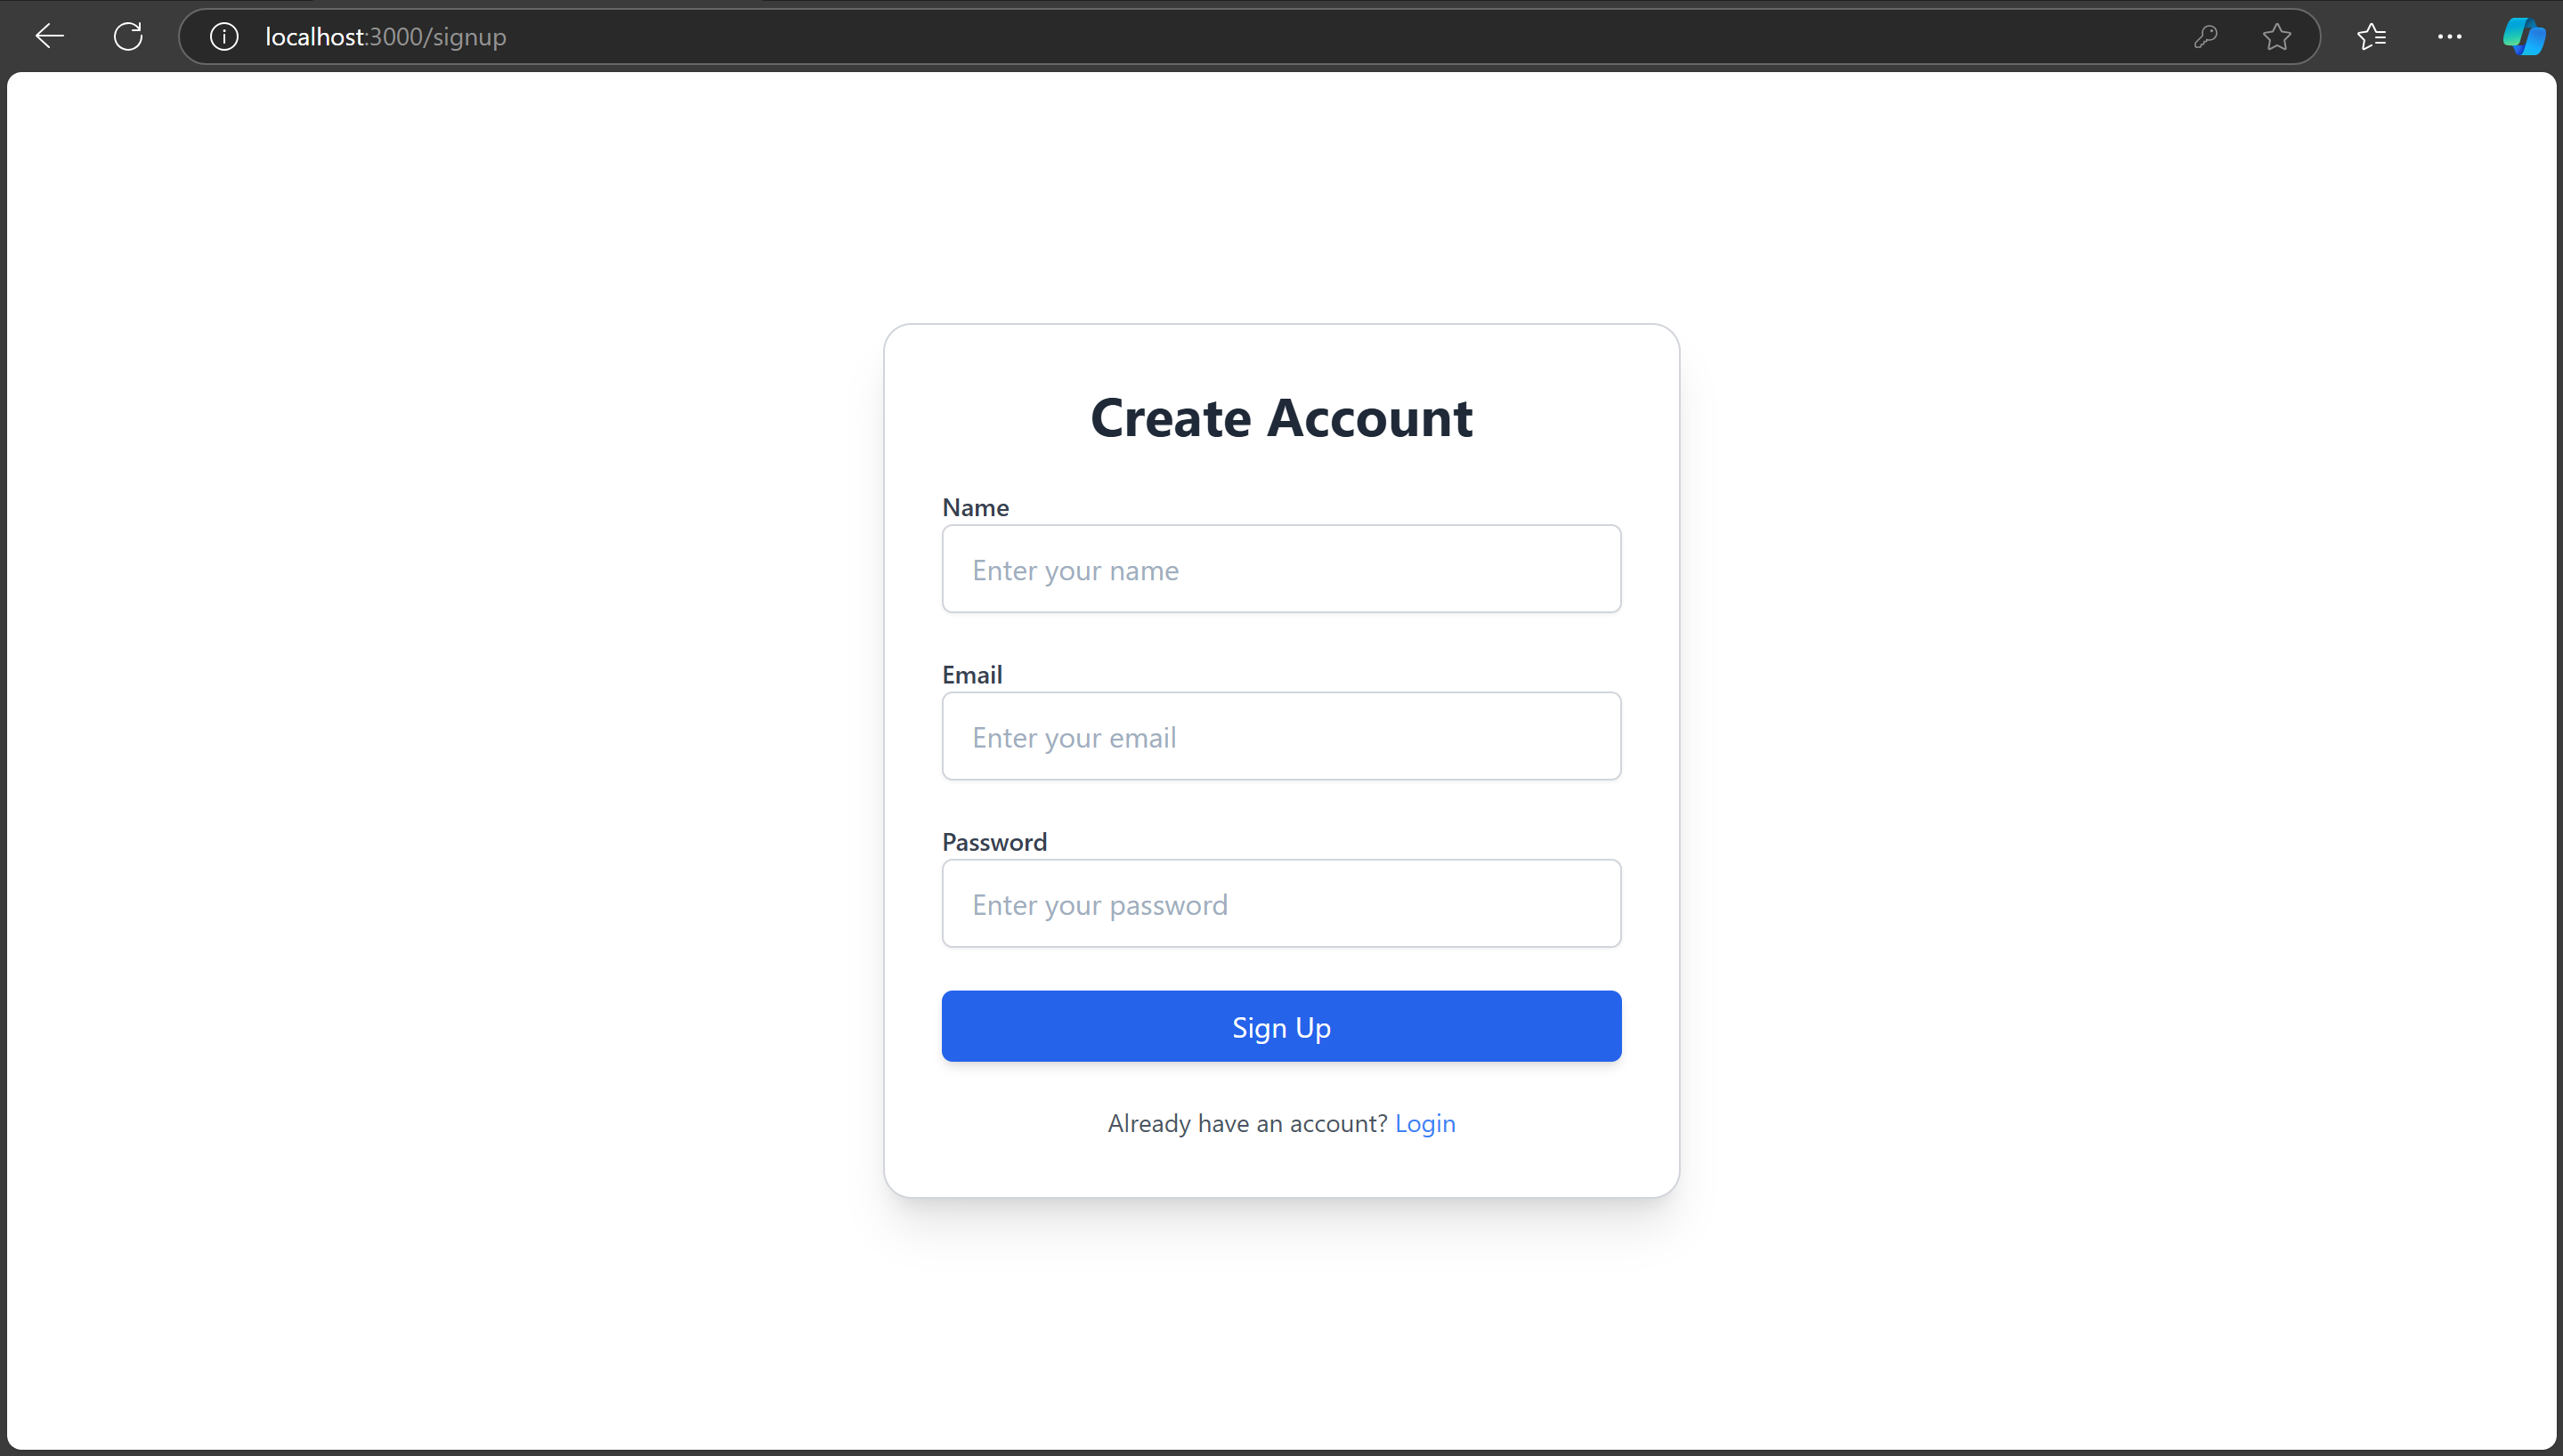 localhost:3000/signup
Create Account
Name
Enter your name
Email
Enter your email
Password
Enter your password
Sign Up
Already have an account? Login